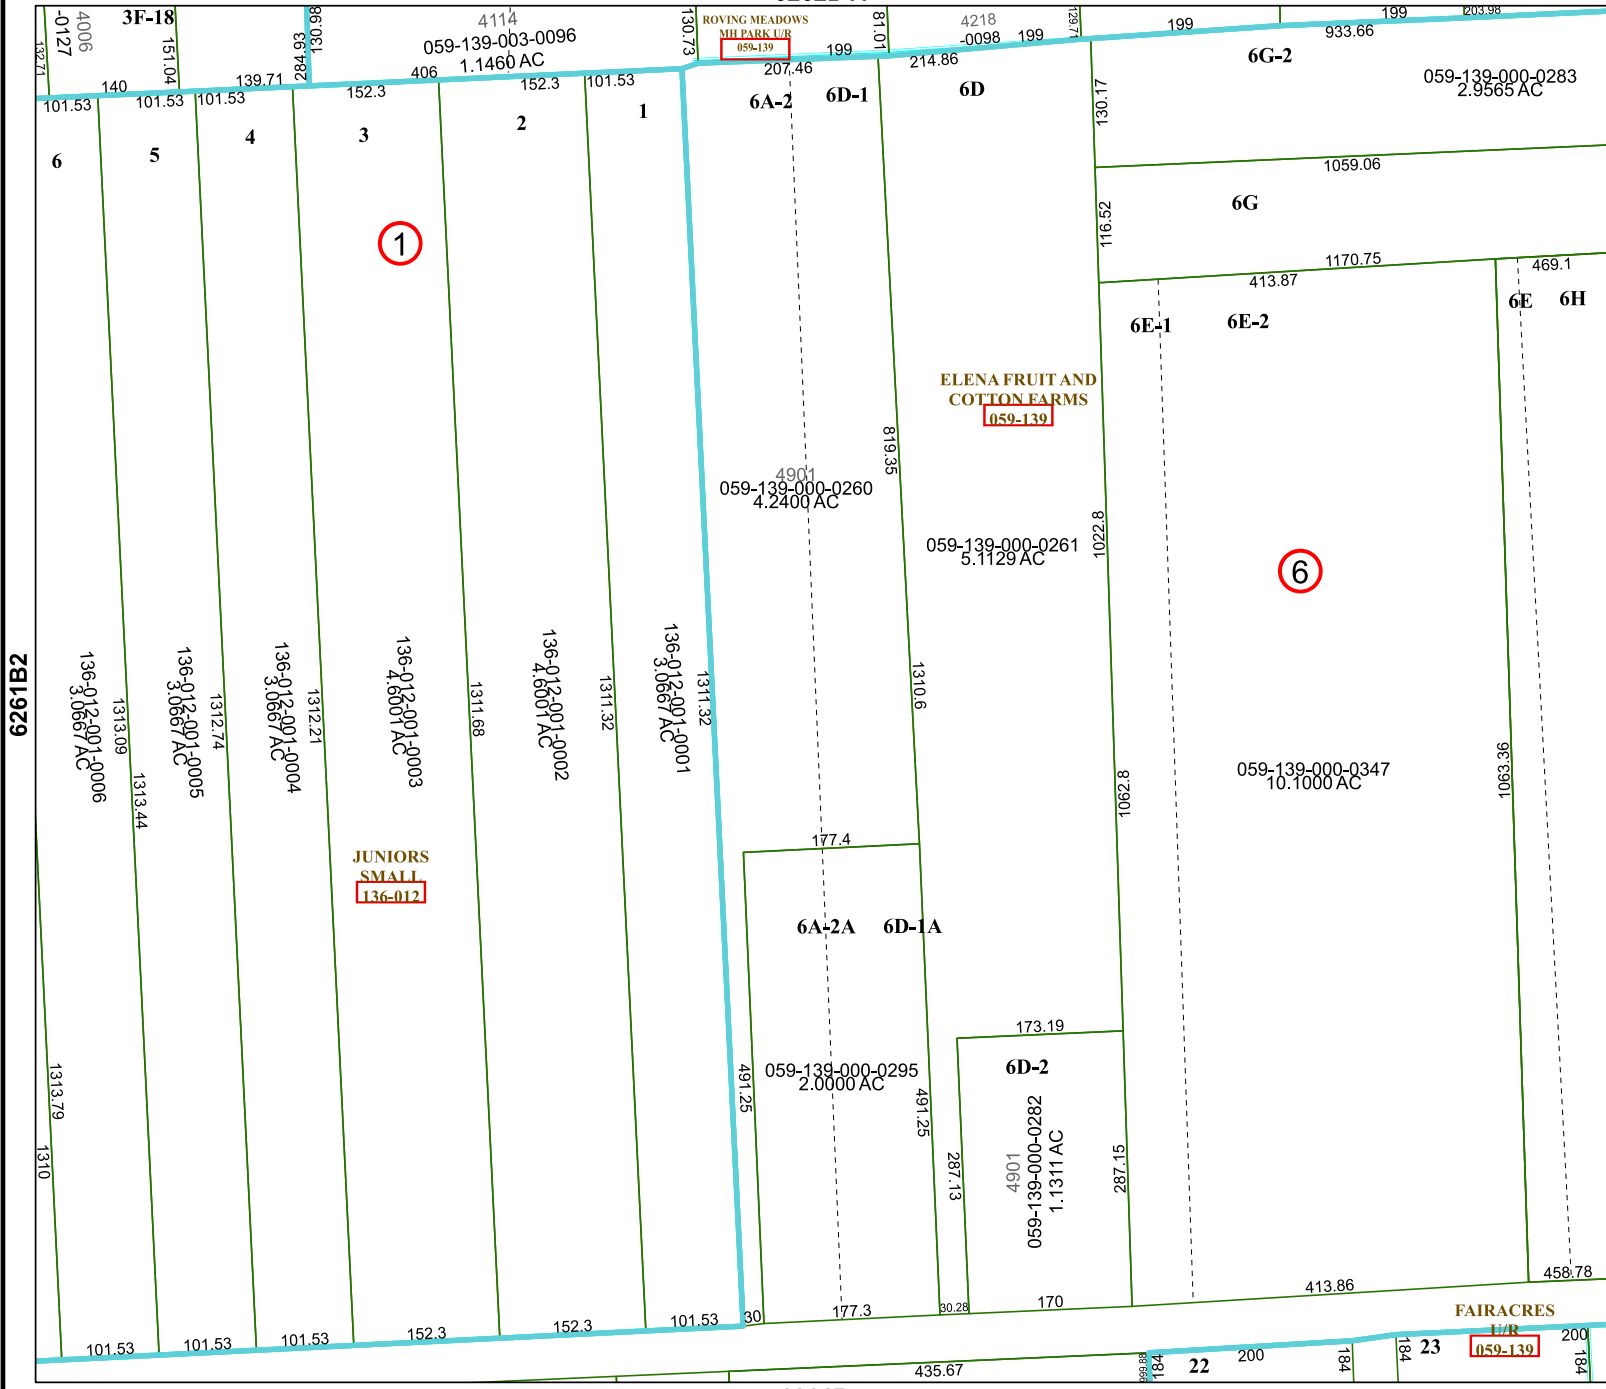 4006
-0127
132.71
3F-18
151.04
284.93
130.98
4114
059-139-003-0096
1.1460 AC
130.73
ROVING MEADOWS
MH PARK U/R
059-139
199
81.01
4218
-0098
199
129.71
199
199
203.98
933.66
6G-2
059-139-000-0283
2.9565 AC
101.53
140
101.53
101.53
139.71
152.3
406
152.3
101.53
207.46
214.86
6
5
4
3
2
1
6A-2
6D-1
6D
130.17
1059.06
6G
116.52
1
1170.75
413.87
469.1
6E-1
6E-2
6E
6H
ELENA FRUIT AND
COTTON FARMS
059-139
819.35
4901
059-139-000-0260
4.2400 AC
1022.8
059-139-000-0261
5.1129 AC
6
6261B2
136-012-001-0006
3.0667 AC
1313.09
1313.44
136-012-001-0005
3.0667 AC
1312.74
136-012-001-0004
3.0667 AC
1312.21
136-012-001-0003
4.6001 AC
1311.68
136-012-001-0002
4.6001 AC
1311.32
136-012-001-0001
3.0667 AC
1311.32
1310.6
1062.8
059-139-000-0347
10.1000 AC
1063.36
JUNIORS
SMALL
136-012
177.4
6A-2A
6D-1A
173.19
6D-2
059-139-000-0295
2.0000 AC
491.25
491.25
287.13
4901
059-139-000-0282
1.1311 AC
287.15
1313.79
1310
101.53
101.53
101.53
152.3
152.3
101.53
30
177.3
30.28
170
413.86
458.78
FAIRACRES
U/R
059-139
435.67
184
22
200
184
184
23
200
184